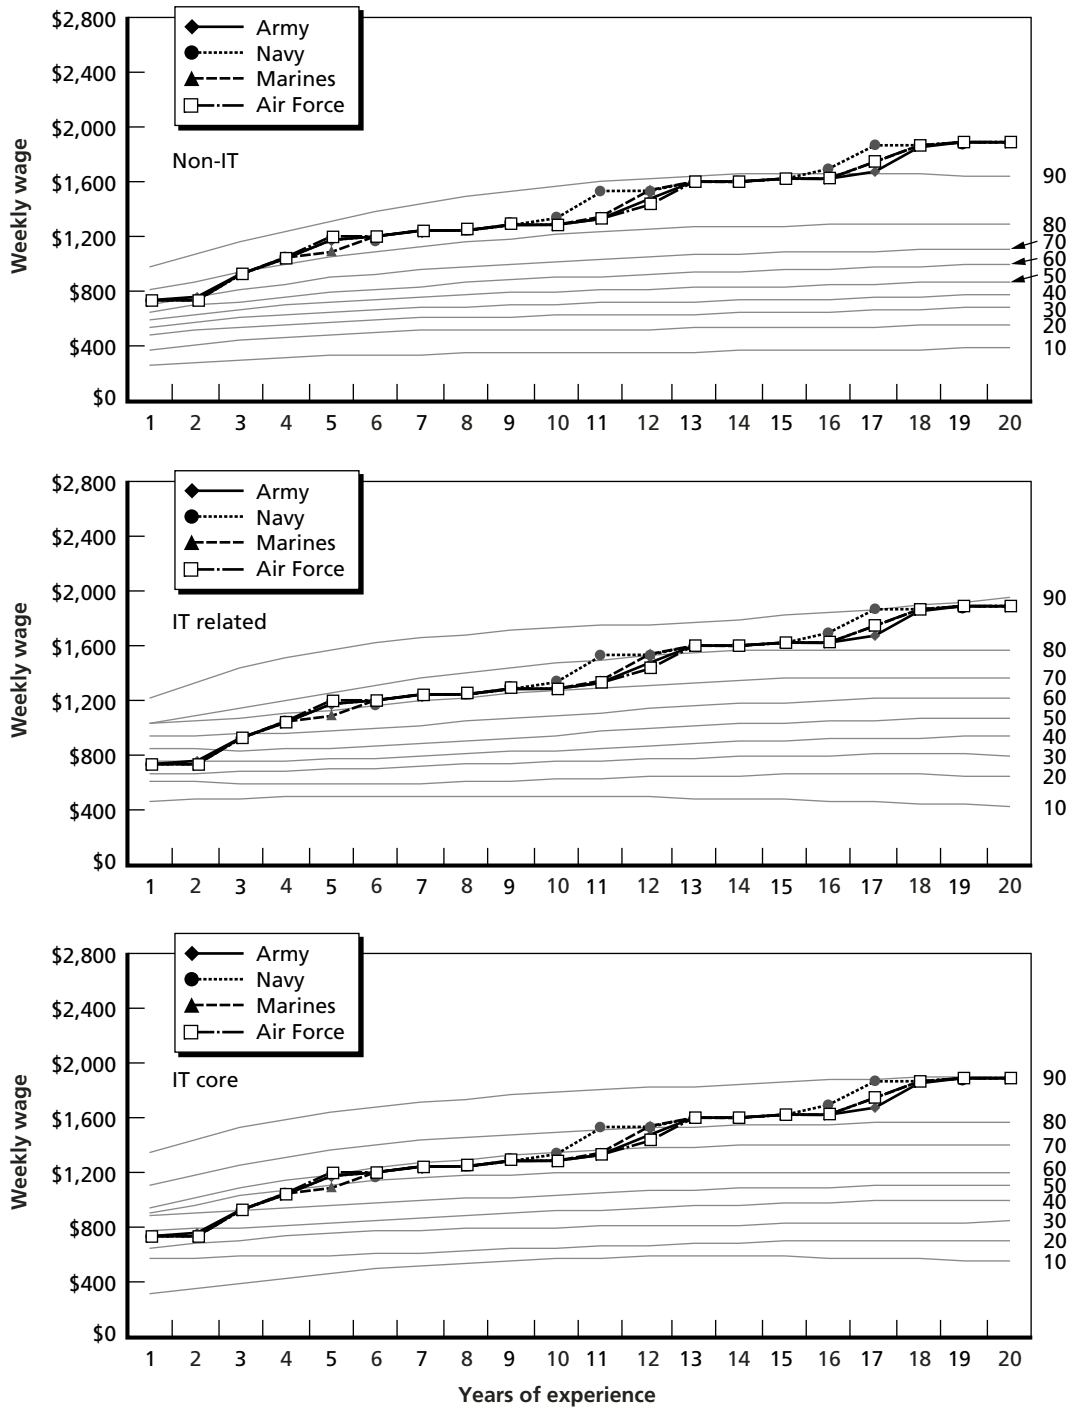 $2,800
$2,400
$2,000
$1,600
$1,200
$800
$400
$0
Weekly wage
Army
Navy
Marines
Air Force
Non-IT
90
80
70
60
50
40
30
20
10
1 2 3 4 5 6 7 8 9 10 11 12 13 14 15 16 17 18 19 20
$2,800
$2,400
$2,000
$1,600
$1,200
$800
$400
$0
Weekly wage
Army
Navy
Marines
Air Force
IT related
90
80
70
60
50
40
30
20
10
1 2 3 4 5 6 7 8 9 10 11 12 13 14 15 16 17 18 19 20
$2,800
$2,400
$2,000
$1,600
$1,200
$800
$400
$0
Weekly wage
Army
Navy
Marines
Air Force
IT core
90
80
70
60
50
40
30
20
10
1 2 3 4 5 6 7 8 9 10 11 12 13 14 15 16 17 18 19 20
Years of experience